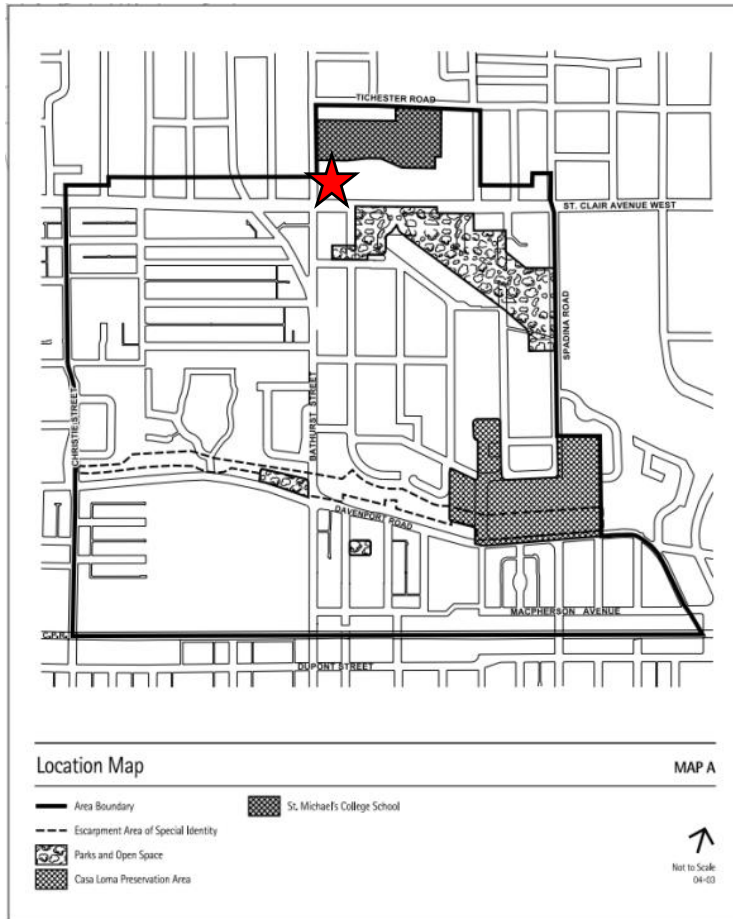 TICHESTER ROAD
ST. CLAIR AVENUE WEST
SPADINA ROAD
CHRISTIE STREET
BATHURST STREET
DAVENPORT ROAD
MACPHERSON AVENUE
C.P.R.
DUPONT STREET
Location Map
MAP A
Area Boundary
St. Michael's College School
Escarpment Area of Special Identity
Parks and Open Space
Casa Loma Preservation Area
Not to Scale
04-03